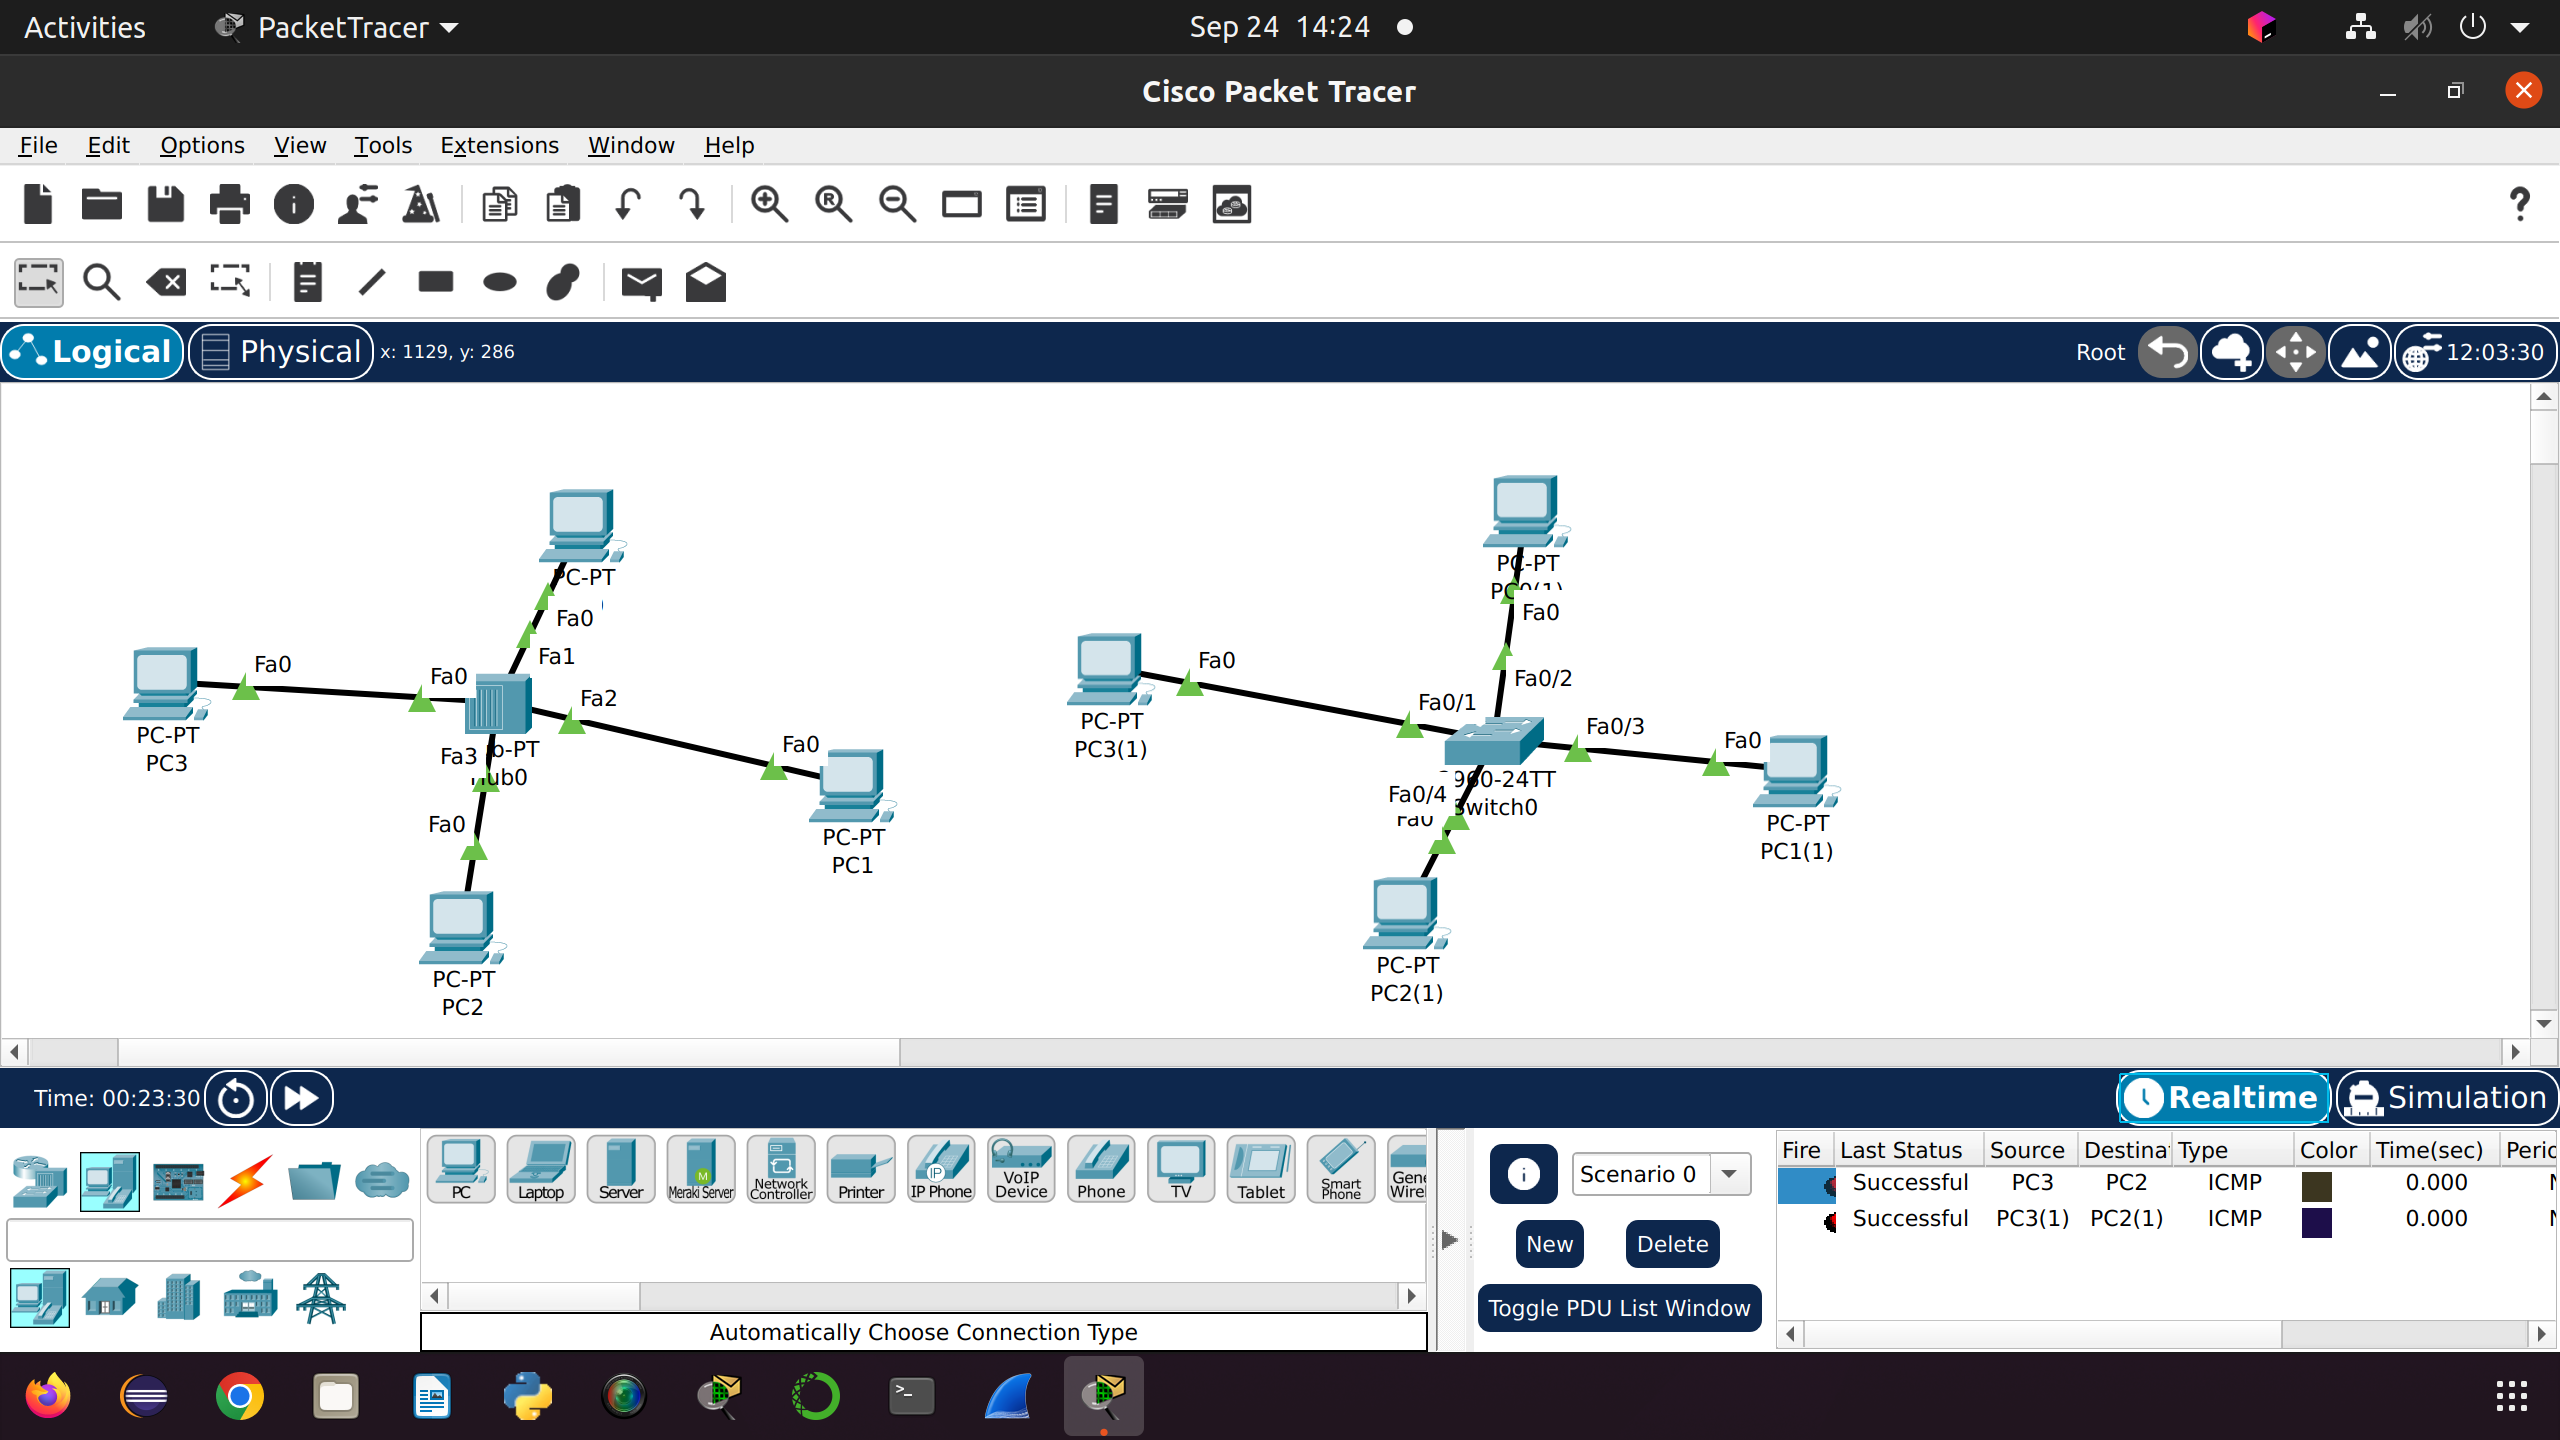 Activities PacketTracer Sep 24 14:24
Cisco Packet Tracer
File Edit Options View Tools Extensions Window Help
Logical Physical x: 1129, y: 286 Root 12:03:30
PC-PT
Fa0
Fa1
Fa0
PC-PT
PC3
Fa0
Fa2
Fa3
Hub0
Fa0
PC-PT
PC1
Fa0
PC-PT
PC2
PC-PT
PC0(1)
Fa0
Fa0/2
Fa0
PC-PT
PC3(1)
Fa0/1
Fa0/3
Fa0
PC-PT
PC1(1)
2960-24TT
Switch0
Fa0/4
Fa0
PC-PT
PC2(1)
Time: 00:23:30 Realtime Simulation
PC Laptop Server Meraki Server Network Controller Printer IP Phone VoIP Device Phone TV Tablet Smart Phone
Automatically Choose Connection Type
Scenario 0
New Delete
Toggle PDU List Window
Fire Last Status Source Destina Type Color Time(sec) Peric
Successful PC3 PC2 ICMP 0.000
Successful PC3(1) PC2(1) ICMP 0.000